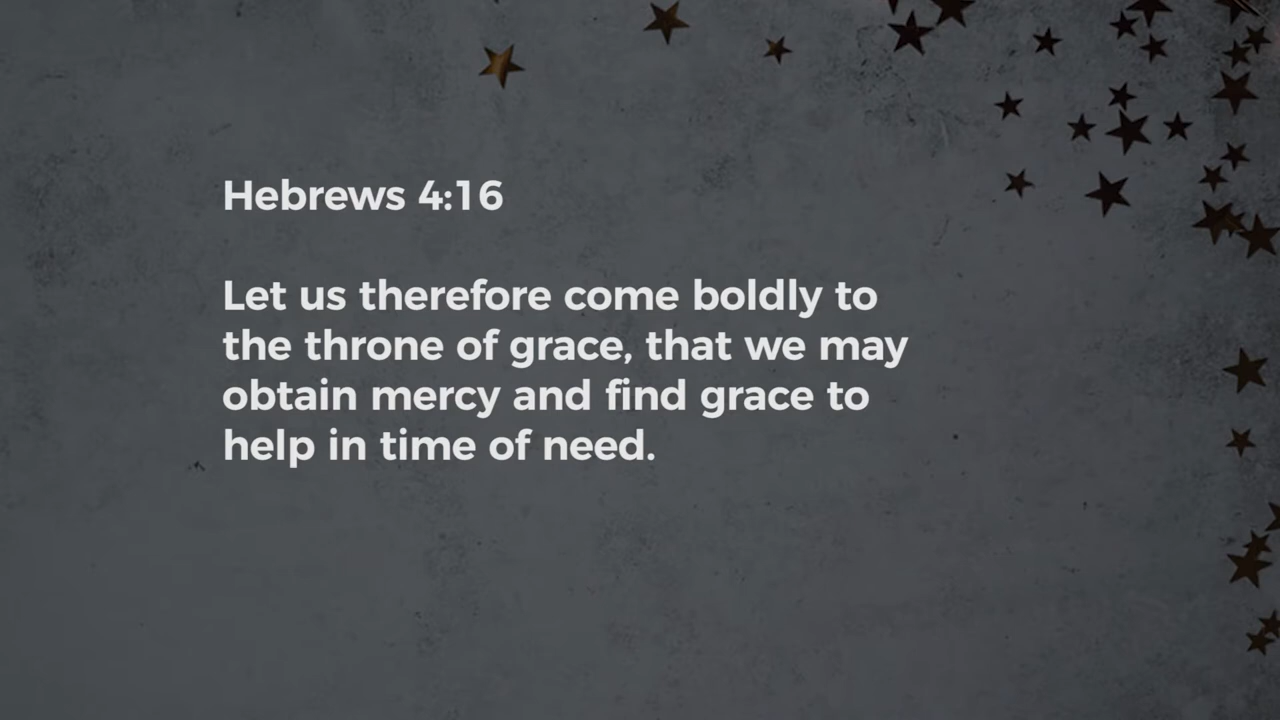 Hebrews 4:16
Let us therefore come boldly to
the throne of grace, that we may
obtain mercy and find grace to
help in time of need.